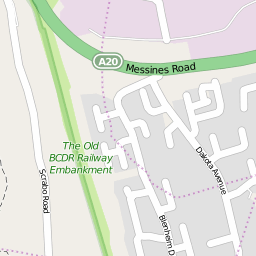 A20
Messines Road
The Old
BCDR Railway
Embankment
Scrabo Road
Dakota Avenue
Blenheim D